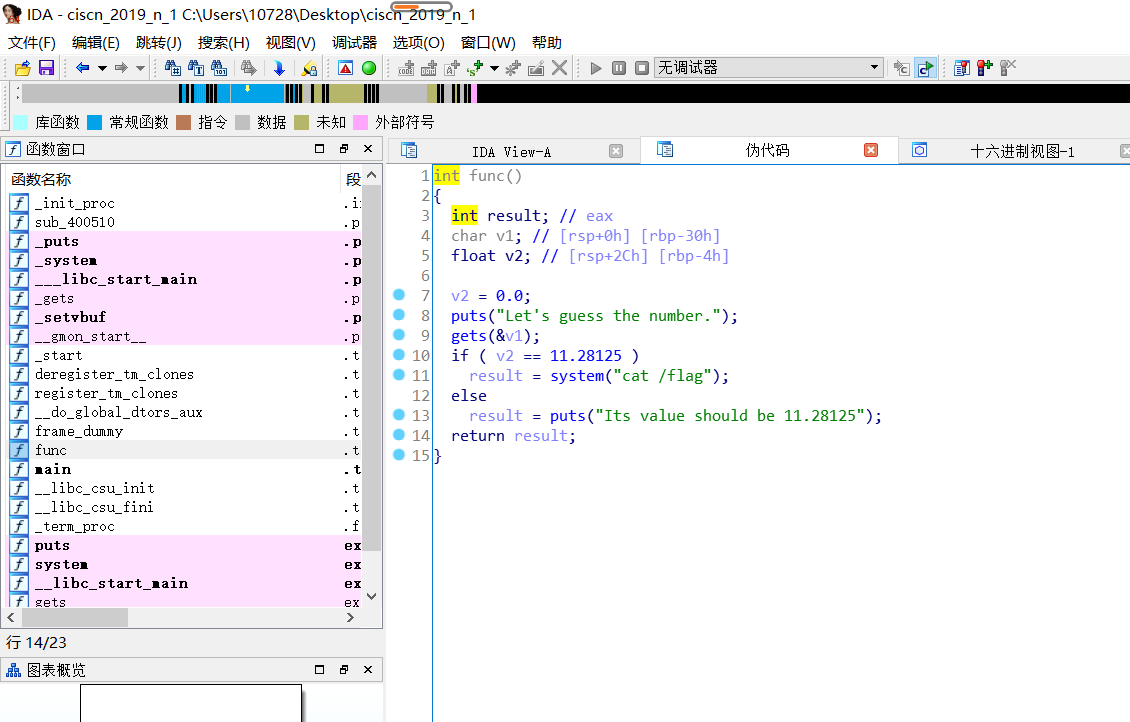 IDA - ciscn_2019_n_1 C:\Users\10728\Desktop\ciscn_2019_n_1
文件(F) 编辑(E) 跳转(J) 搜索(H) 视图(V) 调试器 选项(O) 窗口(W) 帮助
无调试器
库函数 常规函数 指令 数据 未知 外部符号
函数窗口
IDA View-A 伪代码 十六进制视图-1
函数名称 段
_init_proc .i
sub_400510 .p
_puts .p
_system .p
___libc_start_main .p
_gets .p
_setvbuf .p
__gmon_start__ .p
_start .t
deregister_tm_clones .t
register_tm_clones .t
__do_global_dtors_aux .t
frame_dummy .t
func .t
main .t
__libc_csu_init .t
__libc_csu_fini .t
_term_proc .f
puts ex
system ex
__libc_start_main ex
gets ex
行 14/23
图表概览
1 int func()
2 {
3 int result; // eax
4 char v1; // [rsp+0h] [rbp-30h]
5 float v2; // [rsp+2Ch] [rbp-4h]
6
7 v2 = 0.0;
8 puts("Let's guess the number.");
9 gets(&v1);
10 if ( v2 == 11.28125 )
11 result = system("cat /flag");
12 else
13 result = puts("Its value should be 11.28125");
14 return result;
15 }